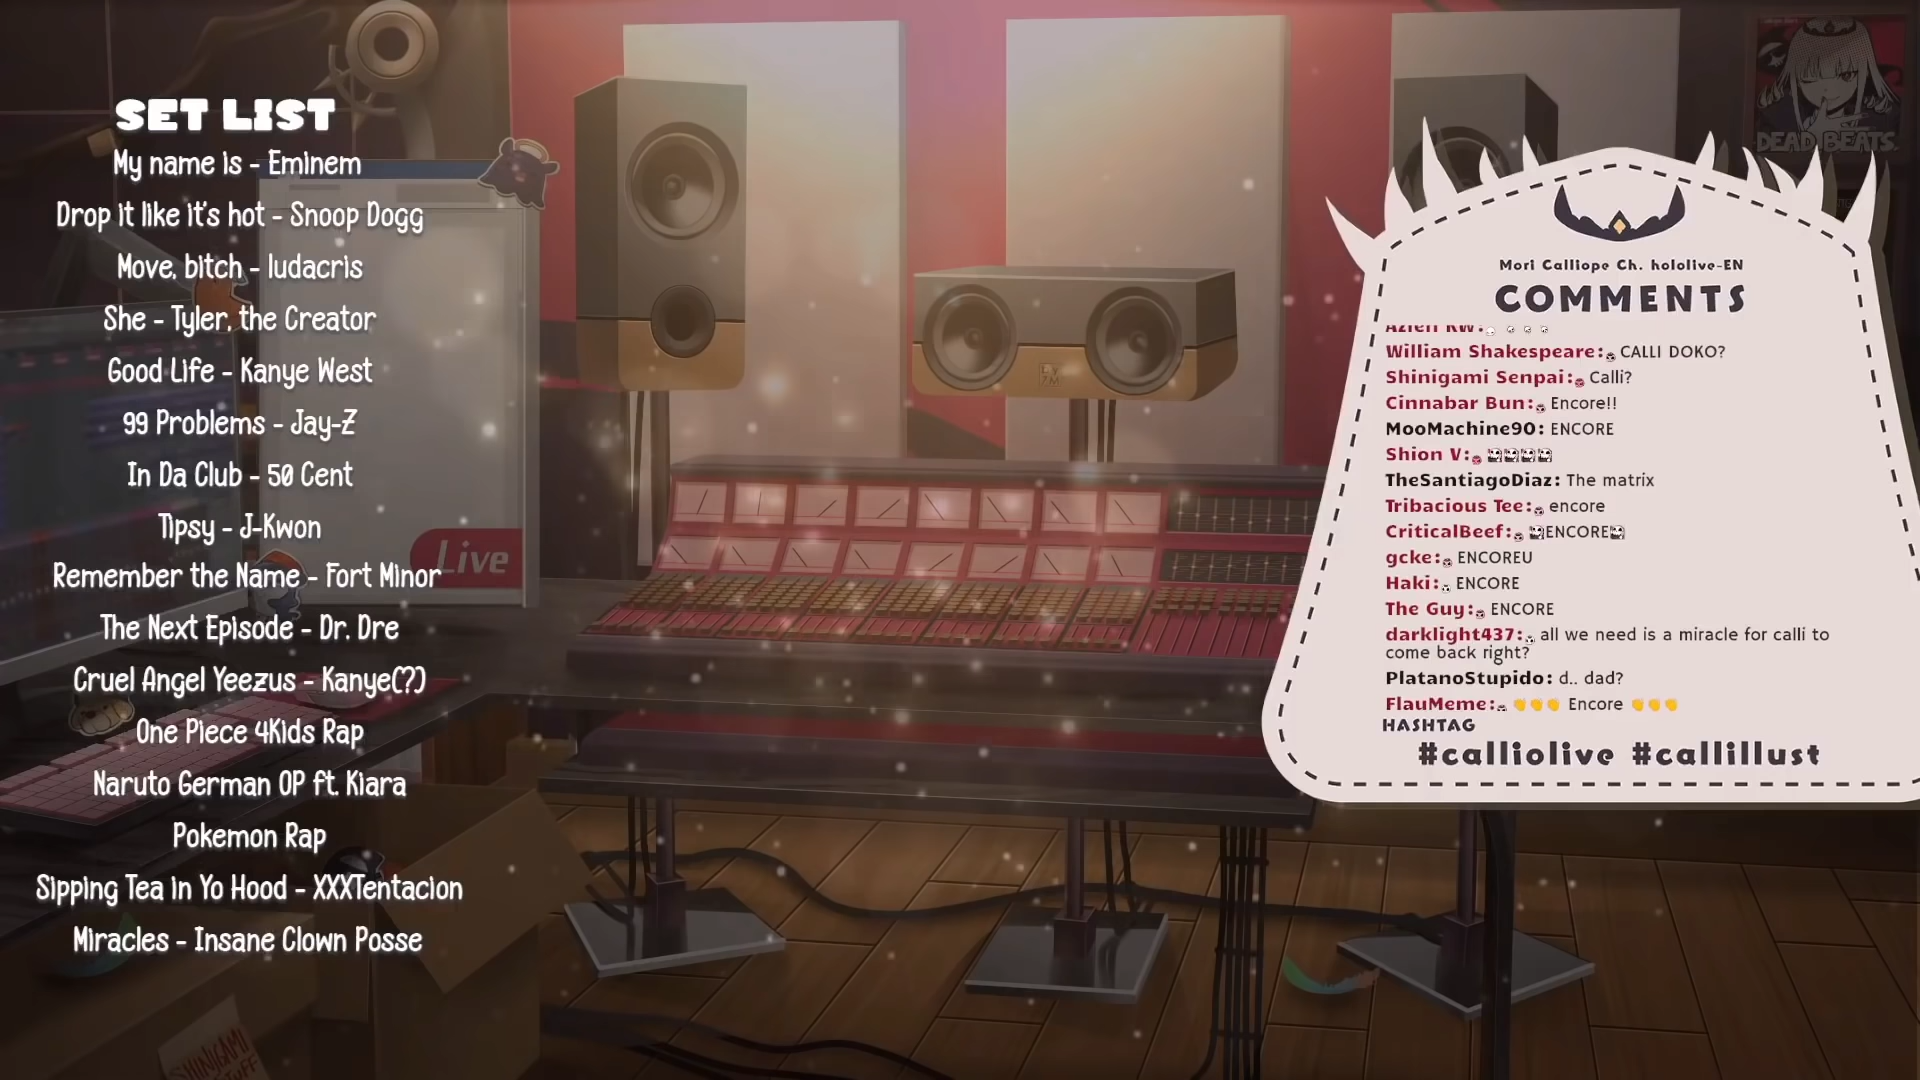 SET LIST
My name is - Eminem
Drop it like it's hot - Snoop Dogg
Move, bitch - ludacris
She - Tyler, the Creator
Good Life - Kanye West
99 Problems - Jay-Z
In Da Club - 50 Cent
Tipsy - J-Kwon
Remember the Name - Fort Minor
The Next Episode - Dr. Dre
Cruel Angel Yeezus - Kanye(?)
One Piece 4Kids Rap
Naruto German OP ft. Kiara
Pokemon Rap
Sipping Tea in Yo Hood - XXXTentacion
Miracles - Insane Clown Posse
Live
SHINIGAMI
STUFF
DEAD BEATS
Mori Calliope Ch. hololive-EN
COMMENTS
William Shakespeare: CALLI DOKO?
Shinigami Senpai: Calli?
Cinnabar Bun: Encore!!
MooMachine90: ENCORE
Shion V:
TheSantiagoDiaz: The matrix
Tribacious Tee: encore
CriticalBeef: ENCORE
gcke: ENCOREU
Haki: ENCORE
The Guy: ENCORE
darklight437: all we need is a miracle for calli to
come back right?
PlatanoStupido: d.. dad?
FlauMeme: 👏👏👏 Encore 👏👏👏
HASHTAG
#calliolive #callillust